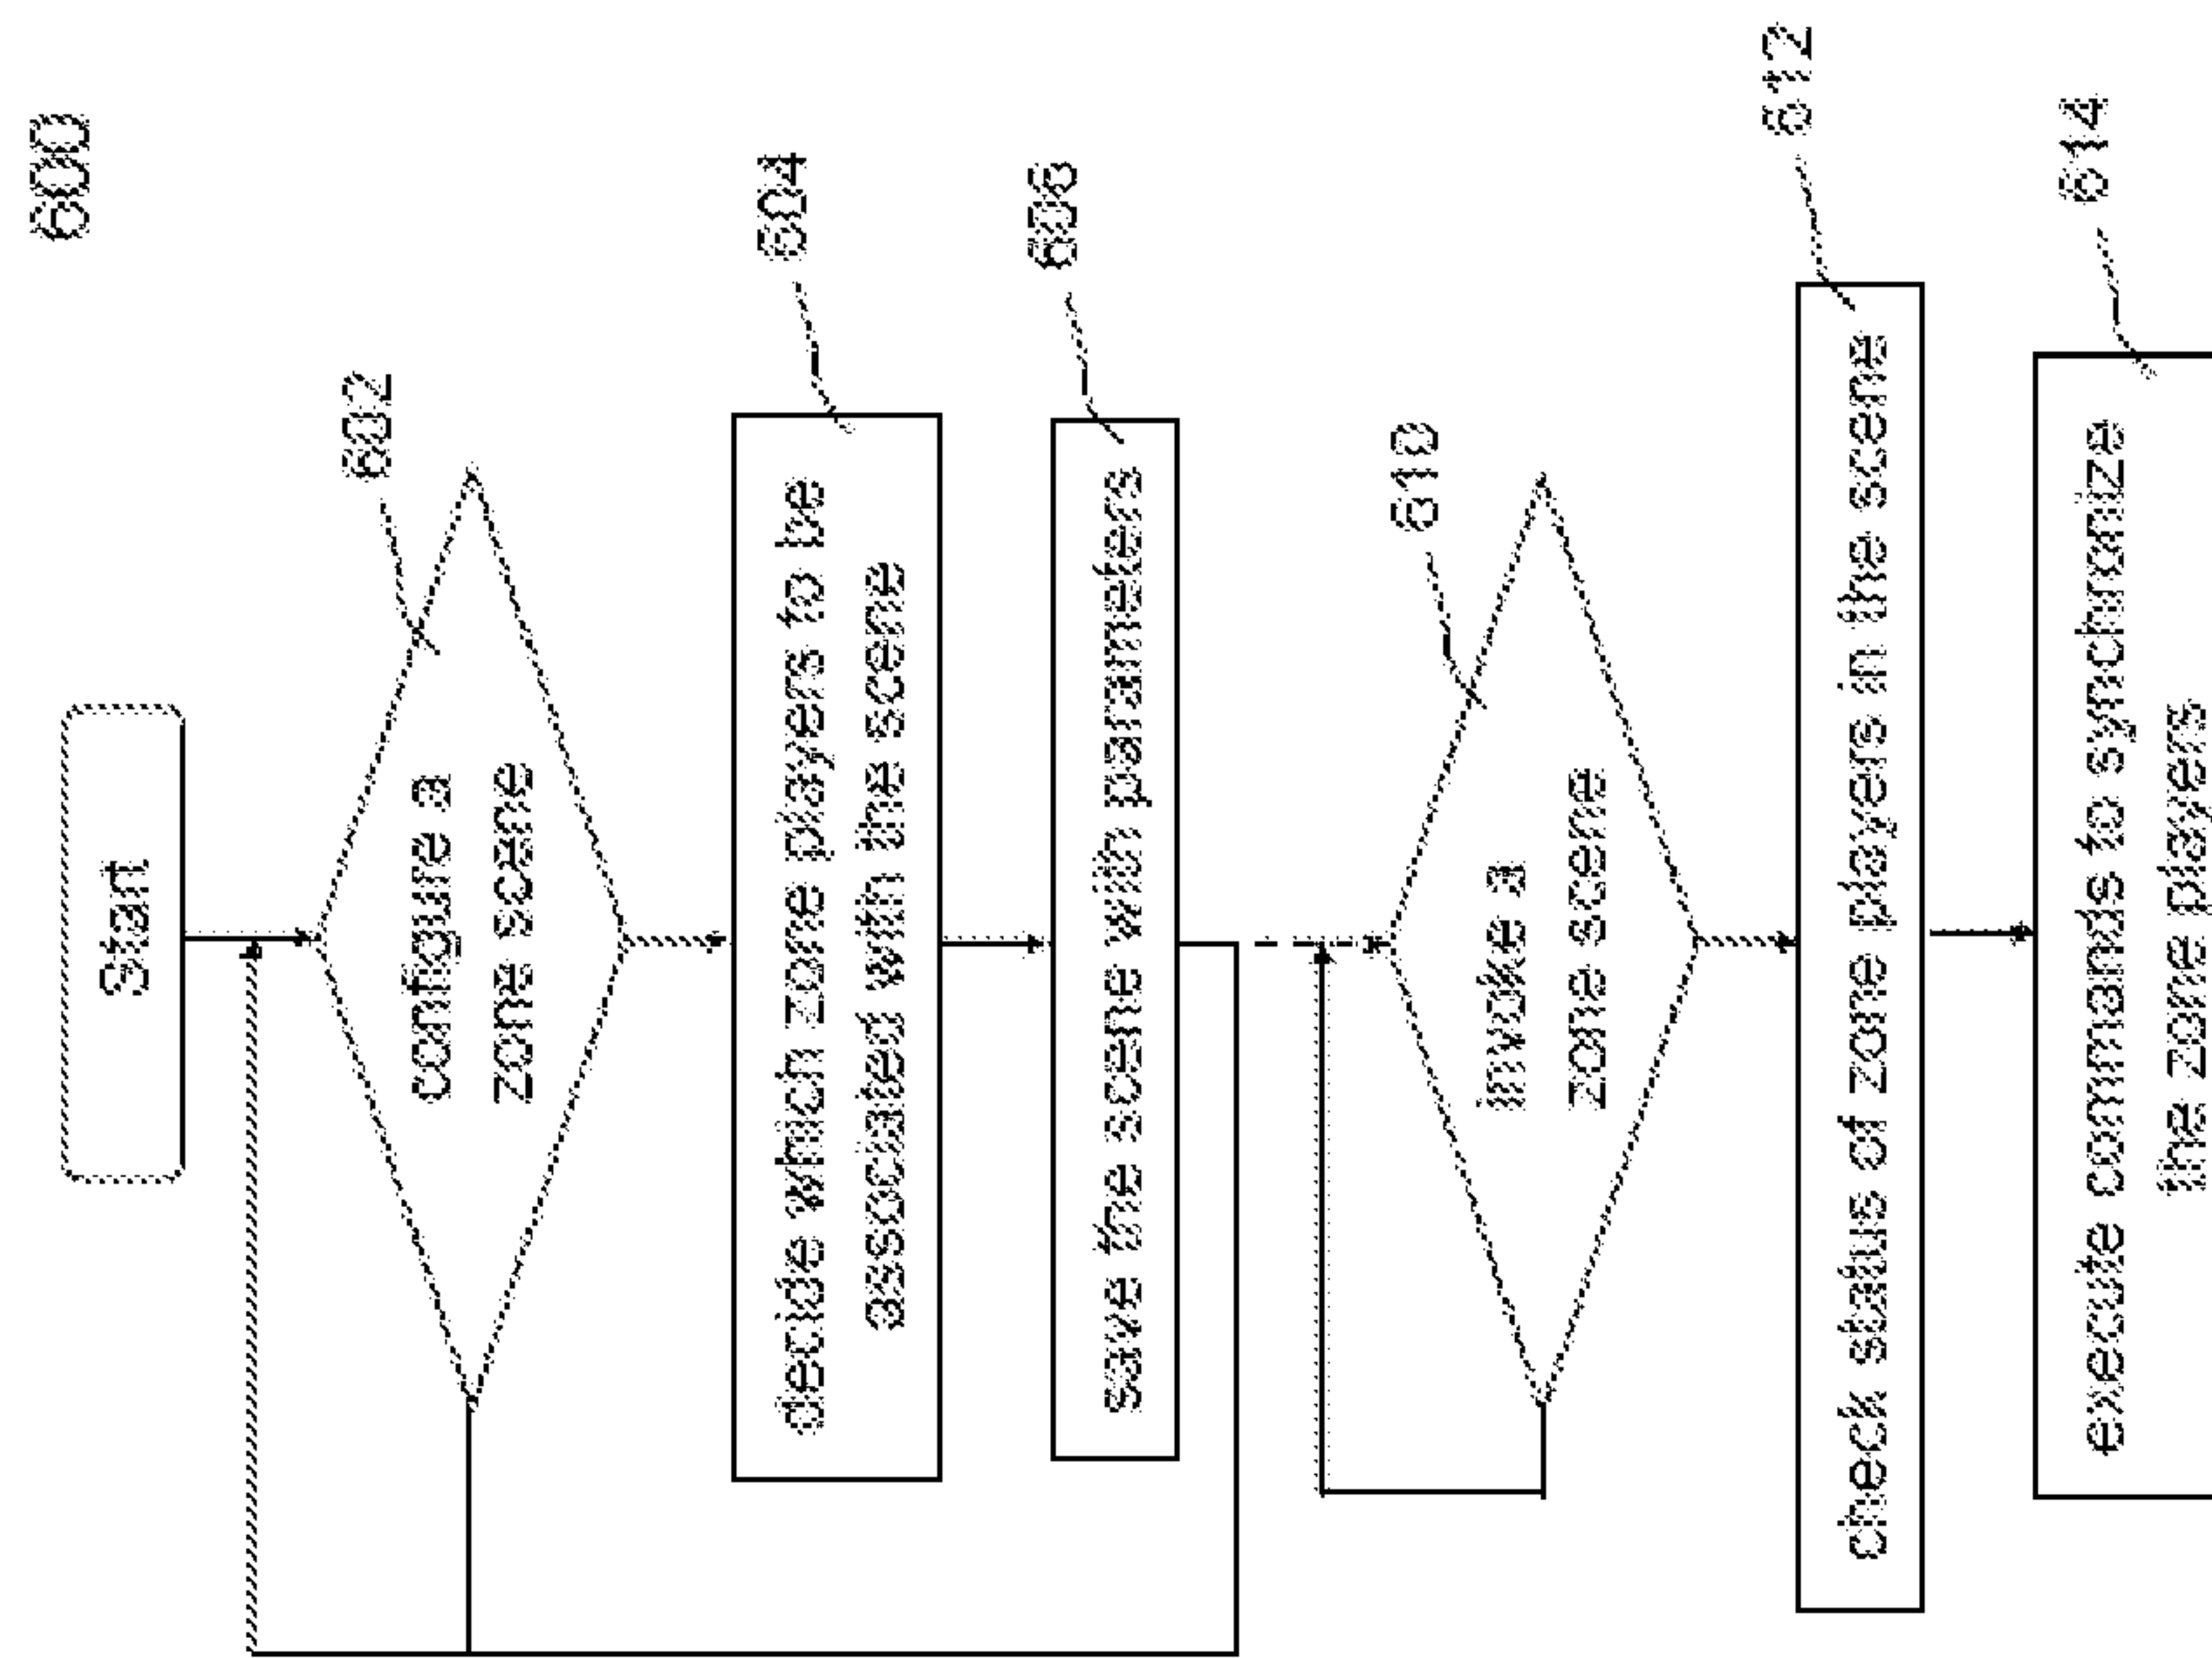 600
Start
602
configure a
zone scene
604
decide which zone players to be
associated with the scene
606
save the scene with parameters
610
invoke a
zone scene
612
check status of zone players in the scene
614
execute commands to synchronize
the zone players